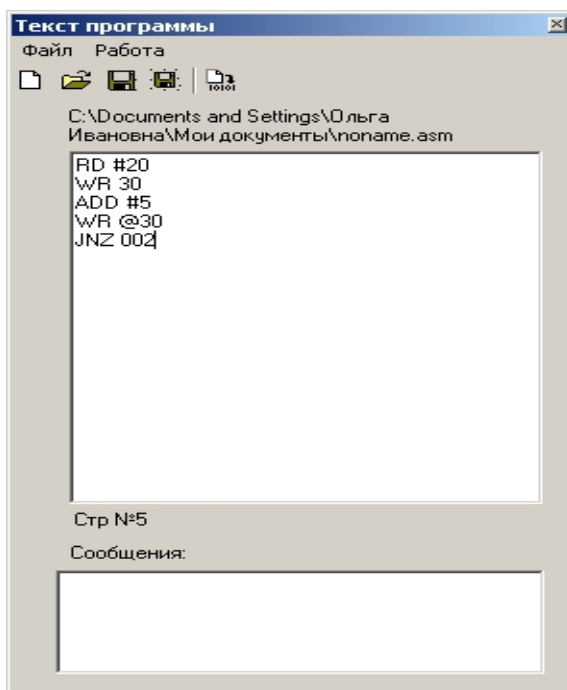 Текст программы
Файл Работа
C:\Documents and Settings\Ольга
Ивановна\Мои документы\noname.asm
RD #20
WR 30
ADD #5
WR @30
JNZ 002
Стр №5
Сообщения: